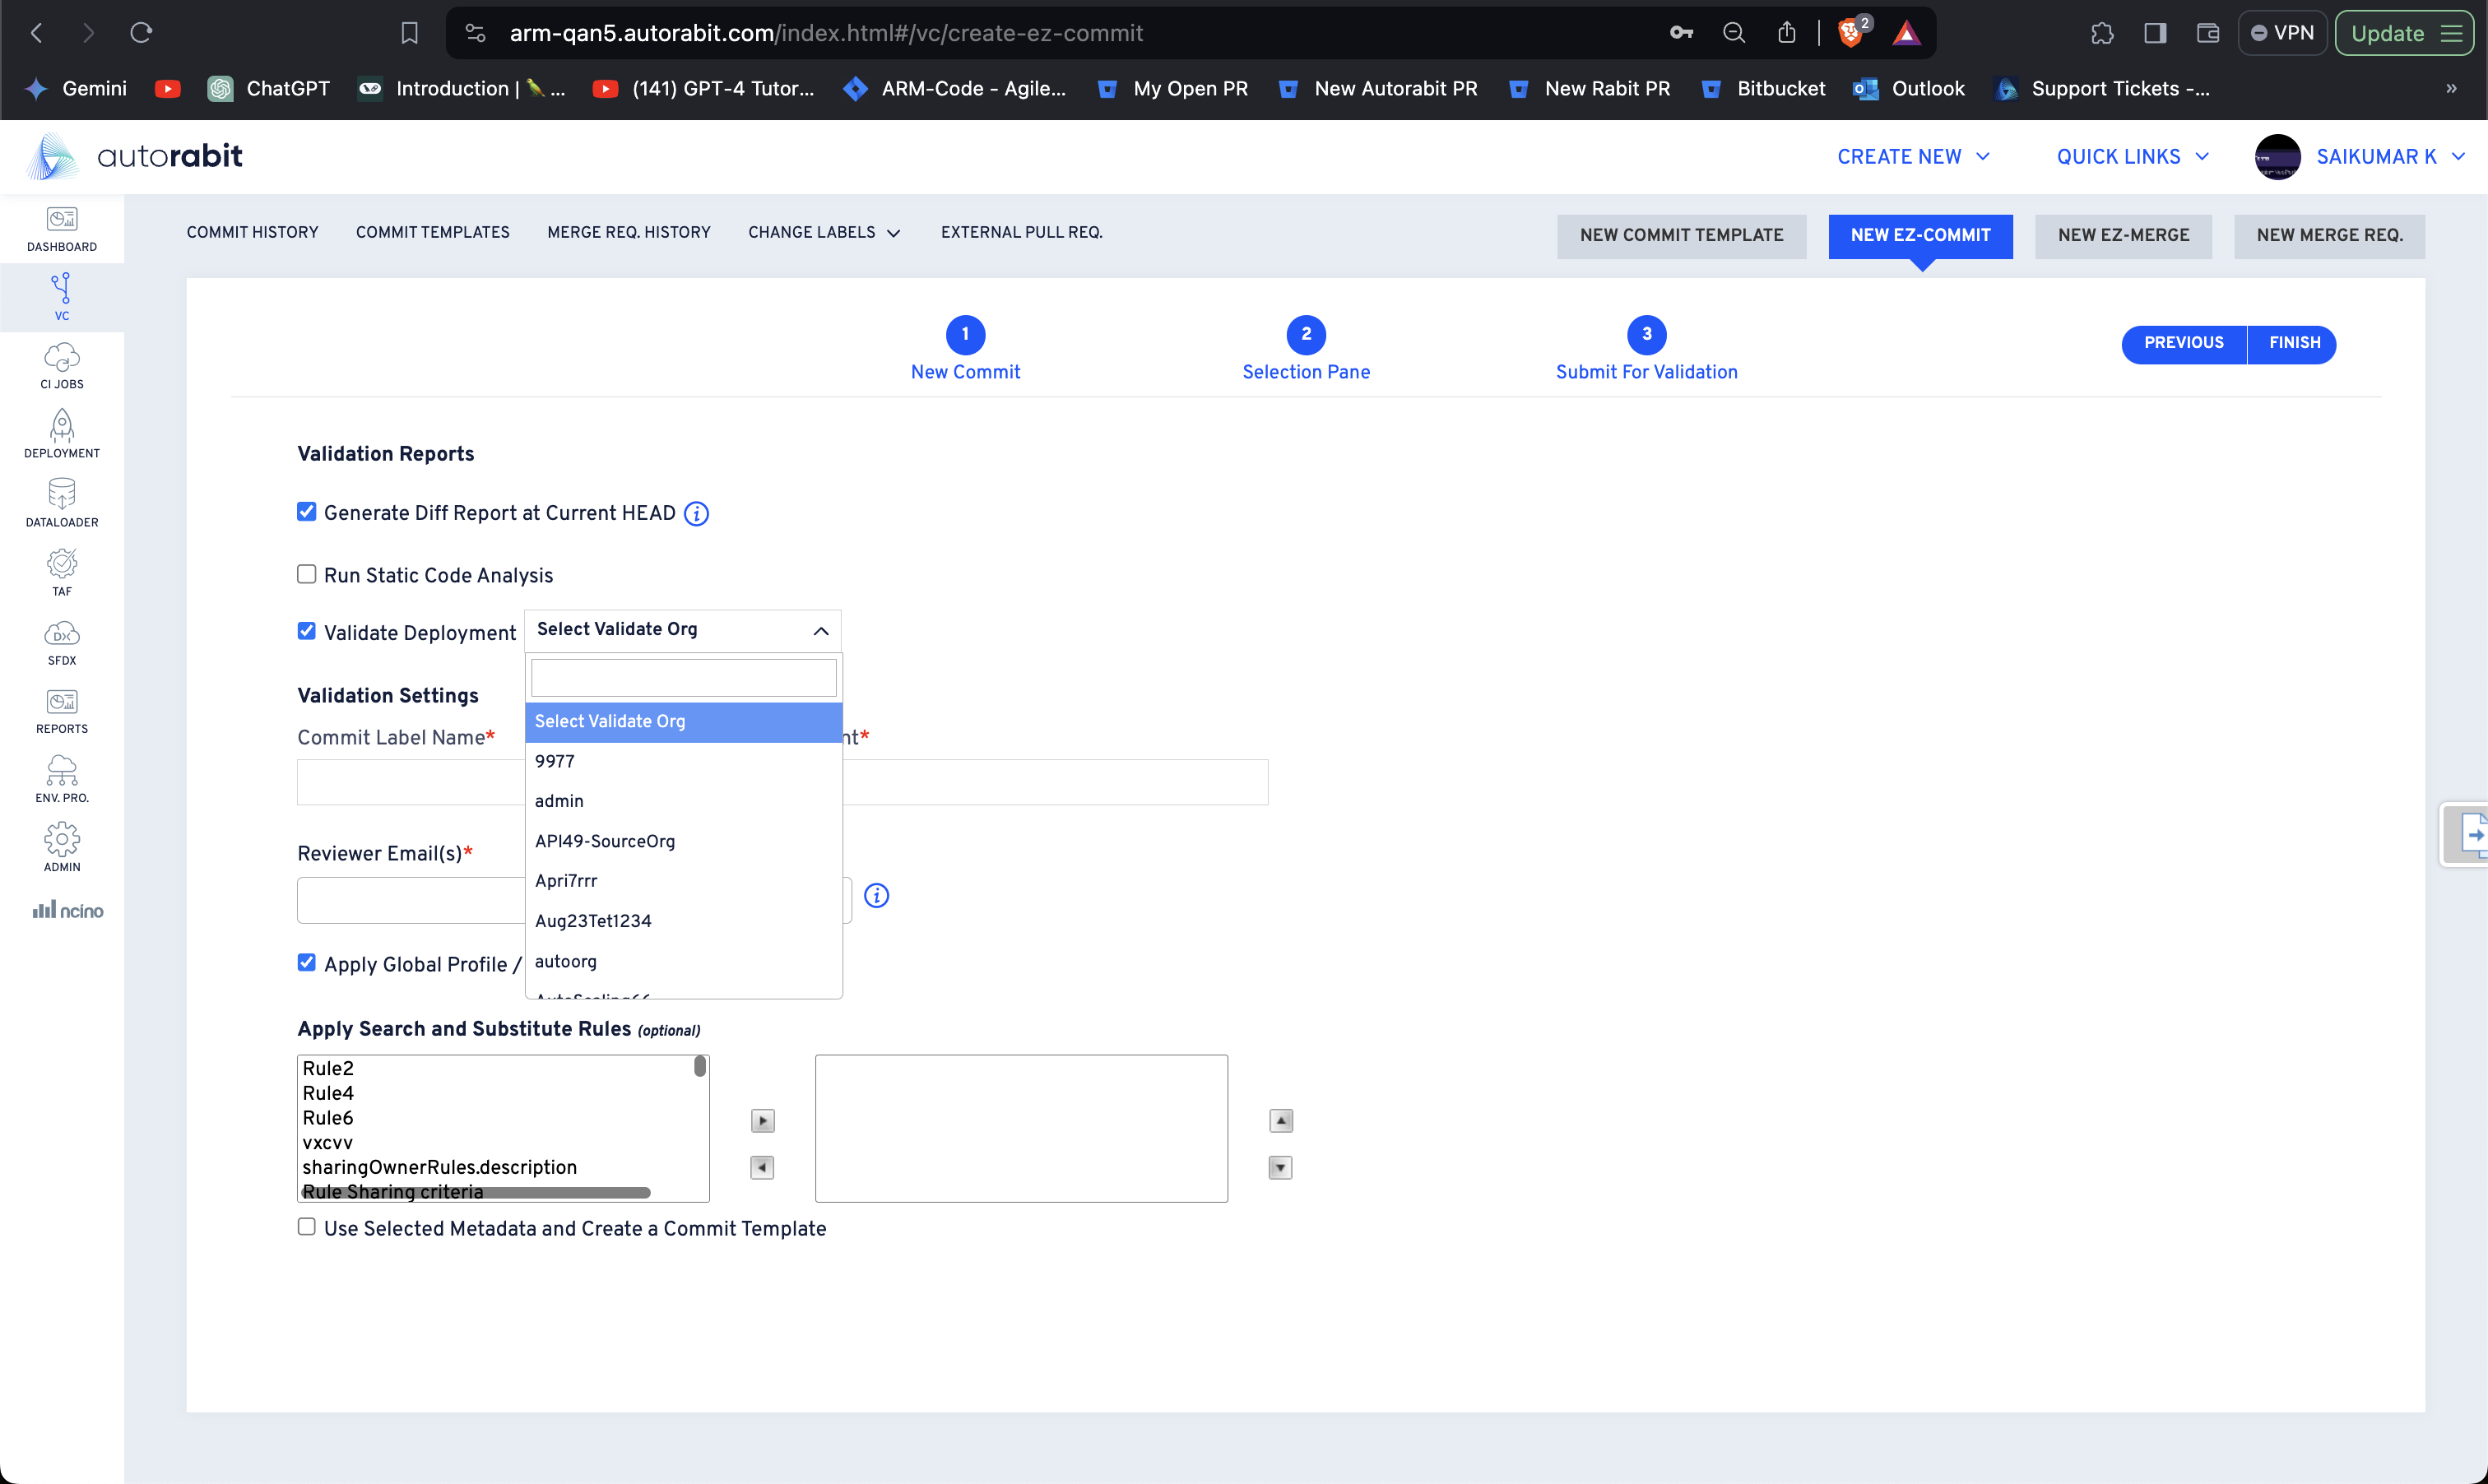 arm-qan5.autorabit.com/index.html#/vc/create-ez-commit
2
VPN
Update
Gemini
ChatGPT
Introduction | 🦜 ...
(141) GPT-4 Tutor...
ARM-Code - Agile...
My Open PR
New Autorabit PR
New Rabit PR
Bitbucket
Outlook
Support Tickets -...
»
autorabit
CREATE NEW
QUICK LINKS
SAIKUMAR K
DASHBOARD
VC
CI JOBS
DEPLOYMENT
DATALOADER
TAF
DX
SFDX
REPORTS
ENV. PRO.
ADMIN
ncino
COMMIT HISTORY
COMMIT TEMPLATES
MERGE REQ. HISTORY
CHANGE LABELS
EXTERNAL PULL REQ.
NEW COMMIT TEMPLATE
NEW EZ-COMMIT
NEW EZ-MERGE
NEW MERGE REQ.
1
New Commit
2
Selection Pane
3
Submit For Validation
PREVIOUS
FINISH
Validation Reports
Generate Diff Report at Current HEAD
Run Static Code Analysis
Validate Deployment
Select Validate Org
Select Validate Org
9977
admin
API49-SourceOrg
Apri7rrr
Aug23Tet1234
autoorg
Validation Settings
Commit Label Name*
nt*
Reviewer Email(s)*
Apply Global Profile /
Apply Search and Substitute Rules (optional)
Rule2
Rule4
Rule6
vxcvv
sharingOwnerRules.description
Rule Sharing criteria
Use Selected Metadata and Create a Commit Template